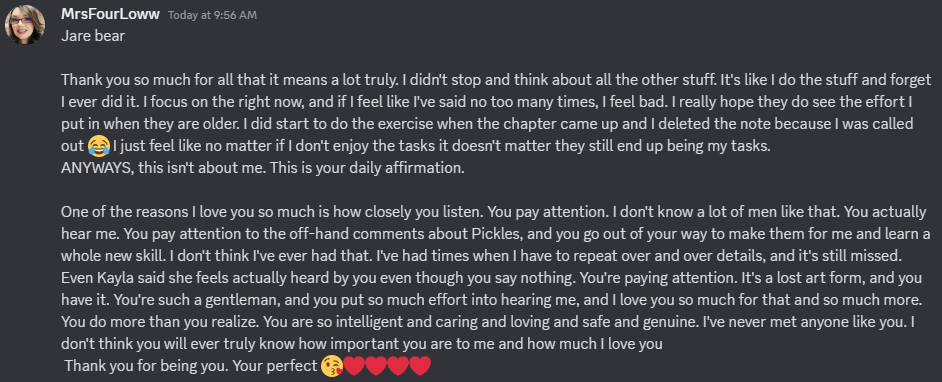 MrsFourLoww Today at 9:56 AM
Jare bear
Thank you so much for all that it means a lot truly. I didn't stop and think about all the other stuff. It's like I do the stuff and forget
I ever did it. I focus on the right now, and if I feel like I've said no too many times, I feel bad. I really hope they do see the effort I
put in when they are older. I did start to do the exercise when the chapter came up and I deleted the note because I was called
out 😂 I just feel like no matter if I don't enjoy the tasks it doesn't matter they still end up being my tasks.
ANYWAYS, this isn't about me. This is your daily affirmation.
One of the reasons I love you so much is how closely you listen. You pay attention. I don't know a lot of men like that. You actually
hear me. You pay attention to the off-hand comments about Pickles, and you go out of your way to make them for me and learn a
whole new skill. I don't think I've ever had that. I've had times when I have to repeat over and over details, and it's still missed.
Even Kayla said she feels actually heard by you even though you say nothing. You're paying attention. It's a lost art form, and you
have it. You're such a gentleman, and you put so much effort into hearing me, and I love you so much for that and so much more.
You do more than you realize. You are so intelligent and caring and loving and safe and genuine. I've never met anyone like you. I
don't think you will ever truly know how important you are to me and how much I love you
Thank you for being you. Your perfect 😘❤️❤️❤️❤️